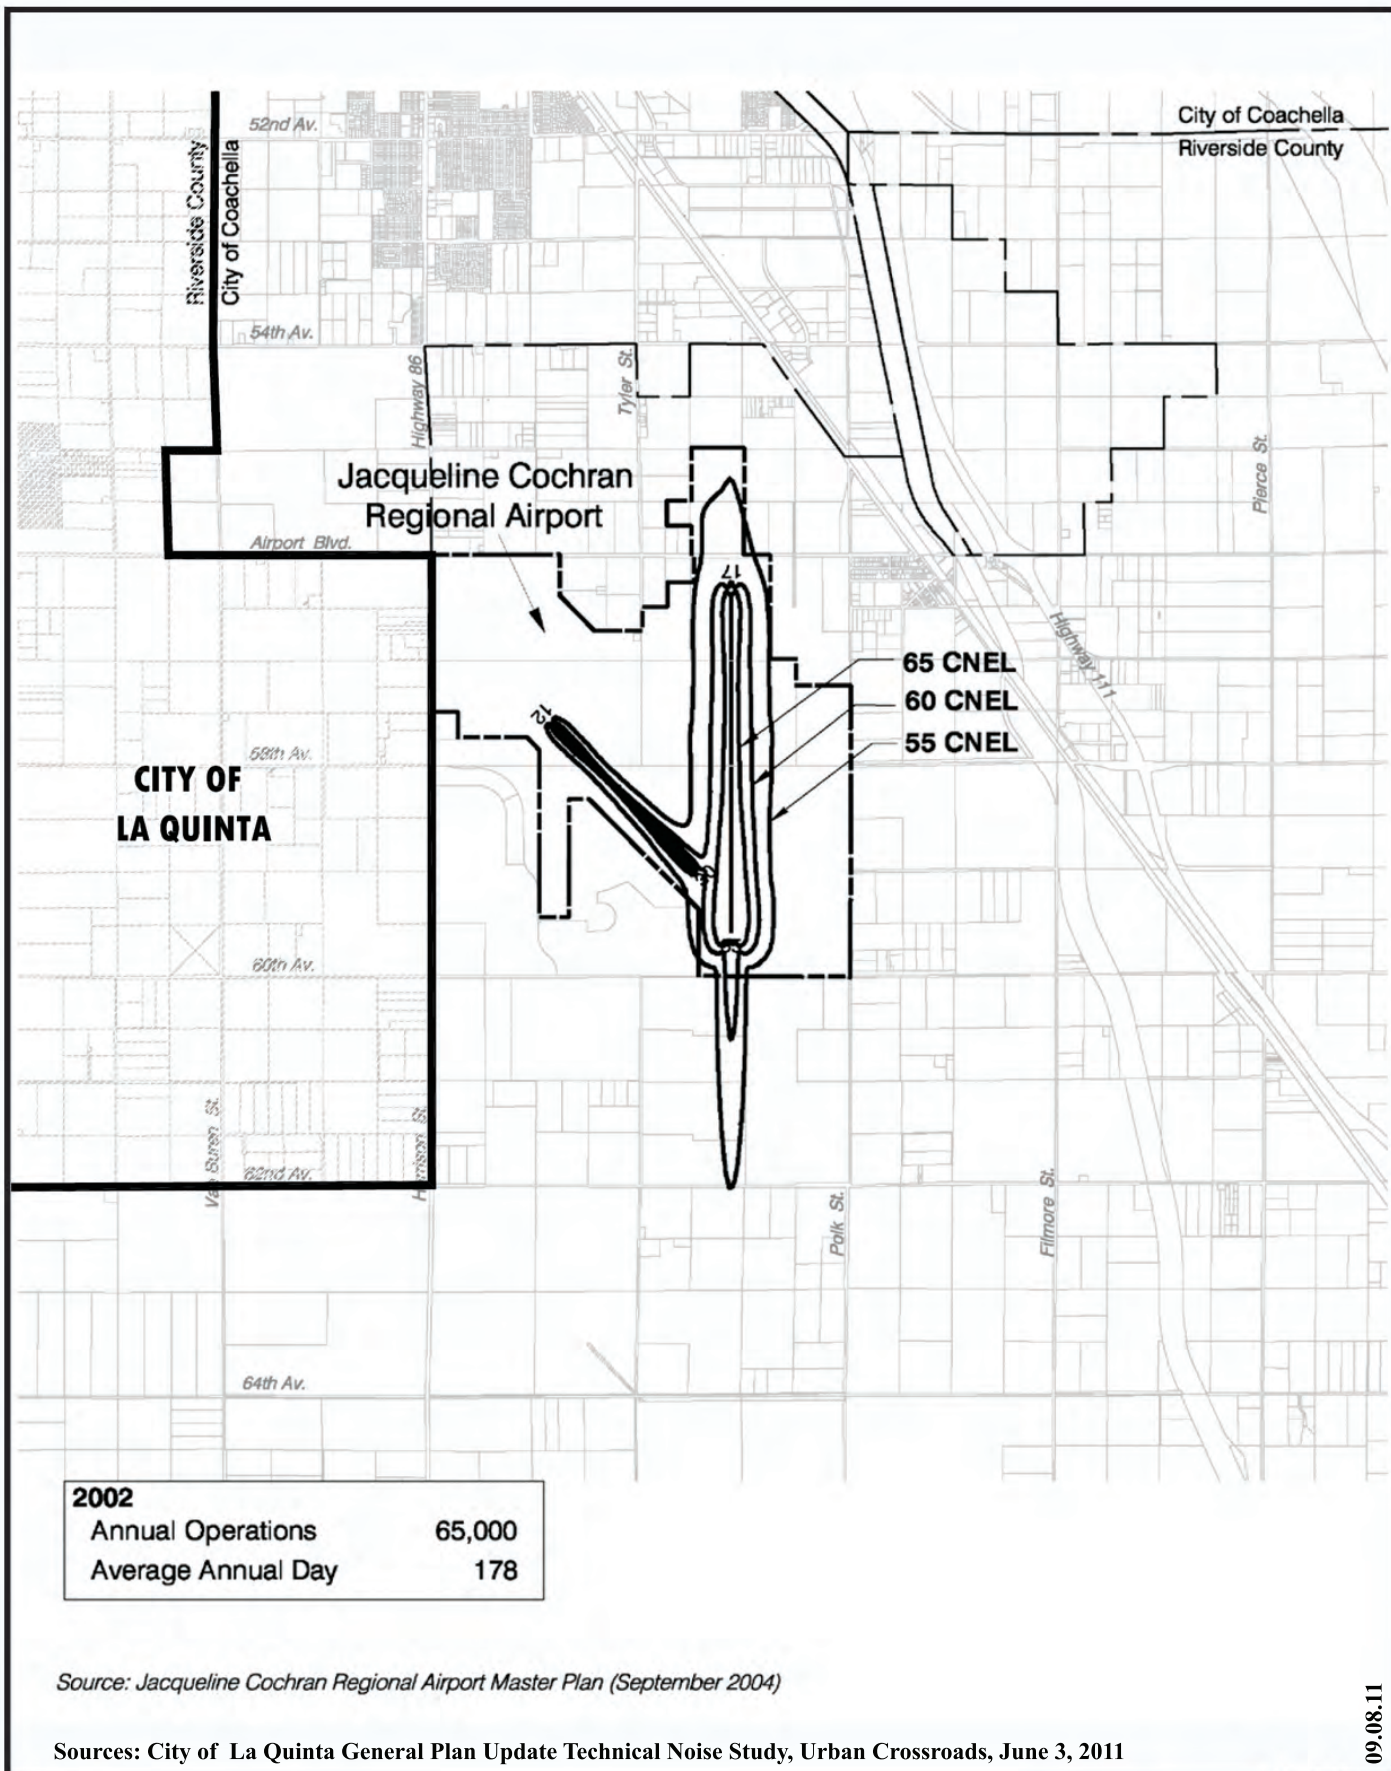 52nd Av.
City of Coachella
Riverside County
Riverside County
City of Coachella
54th Av.
Highway 86
Tyler St.
Pierce St.
Jacqueline Cochran
Regional Airport
Airport Blvd.
17
Highway 111
65 CNEL
60 CNEL
55 CNEL
12
Av.
CITY OF
LA QUINTA
60th Av.
Van Buren St.
Harrison St.
62nd Av.
Polk St.
Filmore St.
64th Av.
2002
Annual Operations 65,000
Average Annual Day 178
Source: Jacqueline Cochran Regional Airport Master Plan (September 2004)
09.08.11
Sources: City of La Quinta General Plan Update Technical Noise Study, Urban Crossroads, June 3, 2011